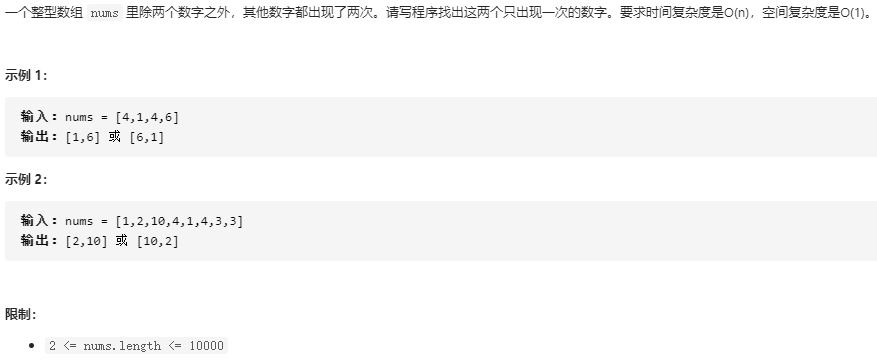 一个整型数组 nums 里除两个数字之外，其他数字都出现了两次。请写程序找出这两个只出现一次的数字。要求时间复杂度是O(n)，空间复杂度是O(1)。
示例 1：
输入：nums = [4,1,4,6]
输出：[1,6] 或 [6,1]
示例 2：
输入：nums = [1,2,10,4,1,4,3,3]
输出：[2,10] 或 [10,2]
限制：
• 2 <= nums.length <= 10000